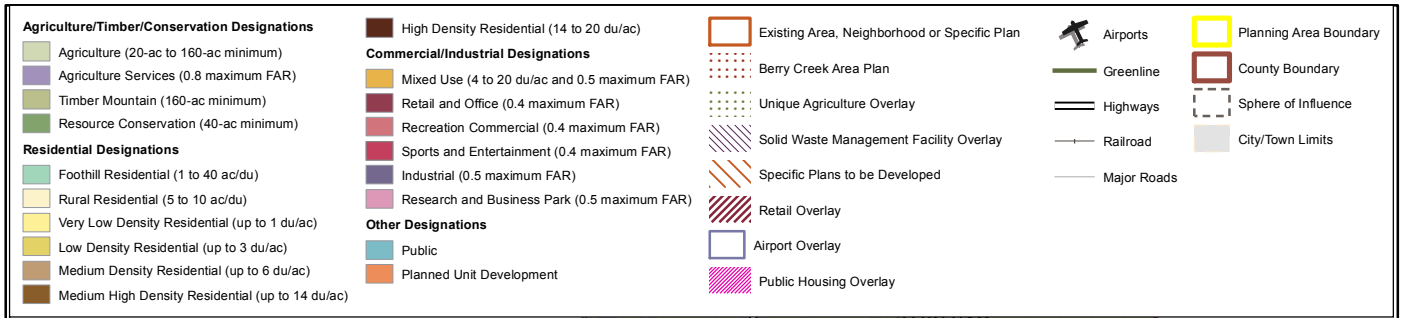 Agriculture/Timber/Conservation Designations
Agriculture (20-ac to 160-ac minimum)
Agriculture Services (0.8 maximum FAR)
Timber Mountain (160-ac minimum)
Resource Conservation (40-ac minimum)
Residential Designations
Foothill Residential (1 to 40 ac/du)
Rural Residential (5 to 10 ac/du)
Very Low Density Residential (up to 1 du/ac)
Low Density Residential (up to 3 du/ac)
Medium Density Residential (up to 6 du/ac)
Medium High Density Residential (up to 14 du/ac)
High Density Residential (14 to 20 du/ac)
Commercial/Industrial Designations
Mixed Use (4 to 20 du/ac and 0.5 maximum FAR)
Retail and Office (0.4 maximum FAR)
Recreation Commercial (0.4 maximum FAR)
Sports and Entertainment (0.4 maximum FAR)
Industrial (0.5 maximum FAR)
Research and Business Park (0.5 maximum FAR)
Other Designations
Public
Planned Unit Development
Existing Area, Neighborhood or Specific Plan
Berry Creek Area Plan
Unique Agriculture Overlay
Solid Waste Management Facility Overlay
Specific Plans to be Developed
Retail Overlay
Airport Overlay
Public Housing Overlay
Airports
Greenline
Highways
Railroad
Major Roads
Planning Area Boundary
County Boundary
Sphere of Influence
City/Town Limits